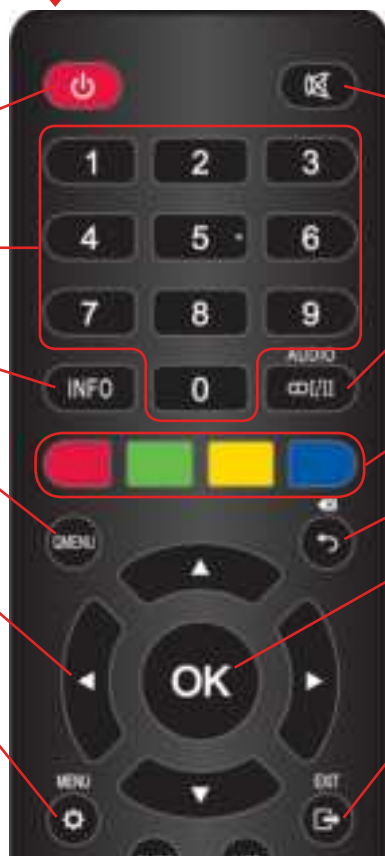 1 2 3
4 5 6
7 8 9
AUDIO
INFO 0 I/II
QMENU
OK
MENU EXIT